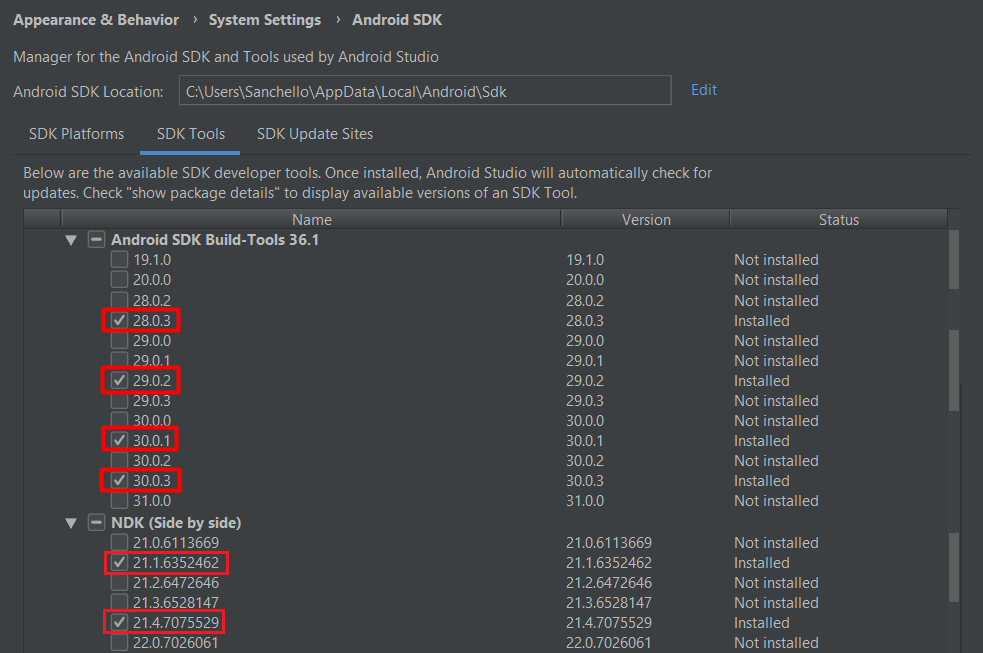 Appearance & Behavior › System Settings › Android SDK
Manager for the Android SDK and Tools used by Android Studio
Android SDK Location: C:\Users\Sanchello\AppData\Local\Android\Sdk Edit
SDK Platforms SDK Tools SDK Update Sites
Below are the available SDK developer tools. Once installed, Android Studio will automatically check for
updates. Check "show package details" to display available versions of an SDK Tool.
Name Version Status
Android SDK Build-Tools 36.1
19.1.0 19.1.0 Not installed
20.0.0 20.0.0 Not installed
28.0.2 28.0.2 Not installed
28.0.3 28.0.3 Installed
29.0.0 29.0.0 Not installed
29.0.1 29.0.1 Not installed
29.0.2 29.0.2 Installed
29.0.3 29.0.3 Not installed
30.0.0 30.0.0 Not installed
30.0.1 30.0.1 Installed
30.0.2 30.0.2 Not installed
30.0.3 30.0.3 Installed
31.0.0 31.0.0 Not installed
NDK (Side by side)
21.0.6113669 21.0.6113669 Not installed
21.1.6352462 21.1.6352462 Installed
21.2.6472646 21.2.6472646 Not installed
21.3.6528147 21.3.6528147 Not installed
21.4.7075529 21.4.7075529 Installed
22.0.7026061 22.0.7026061 Not installed